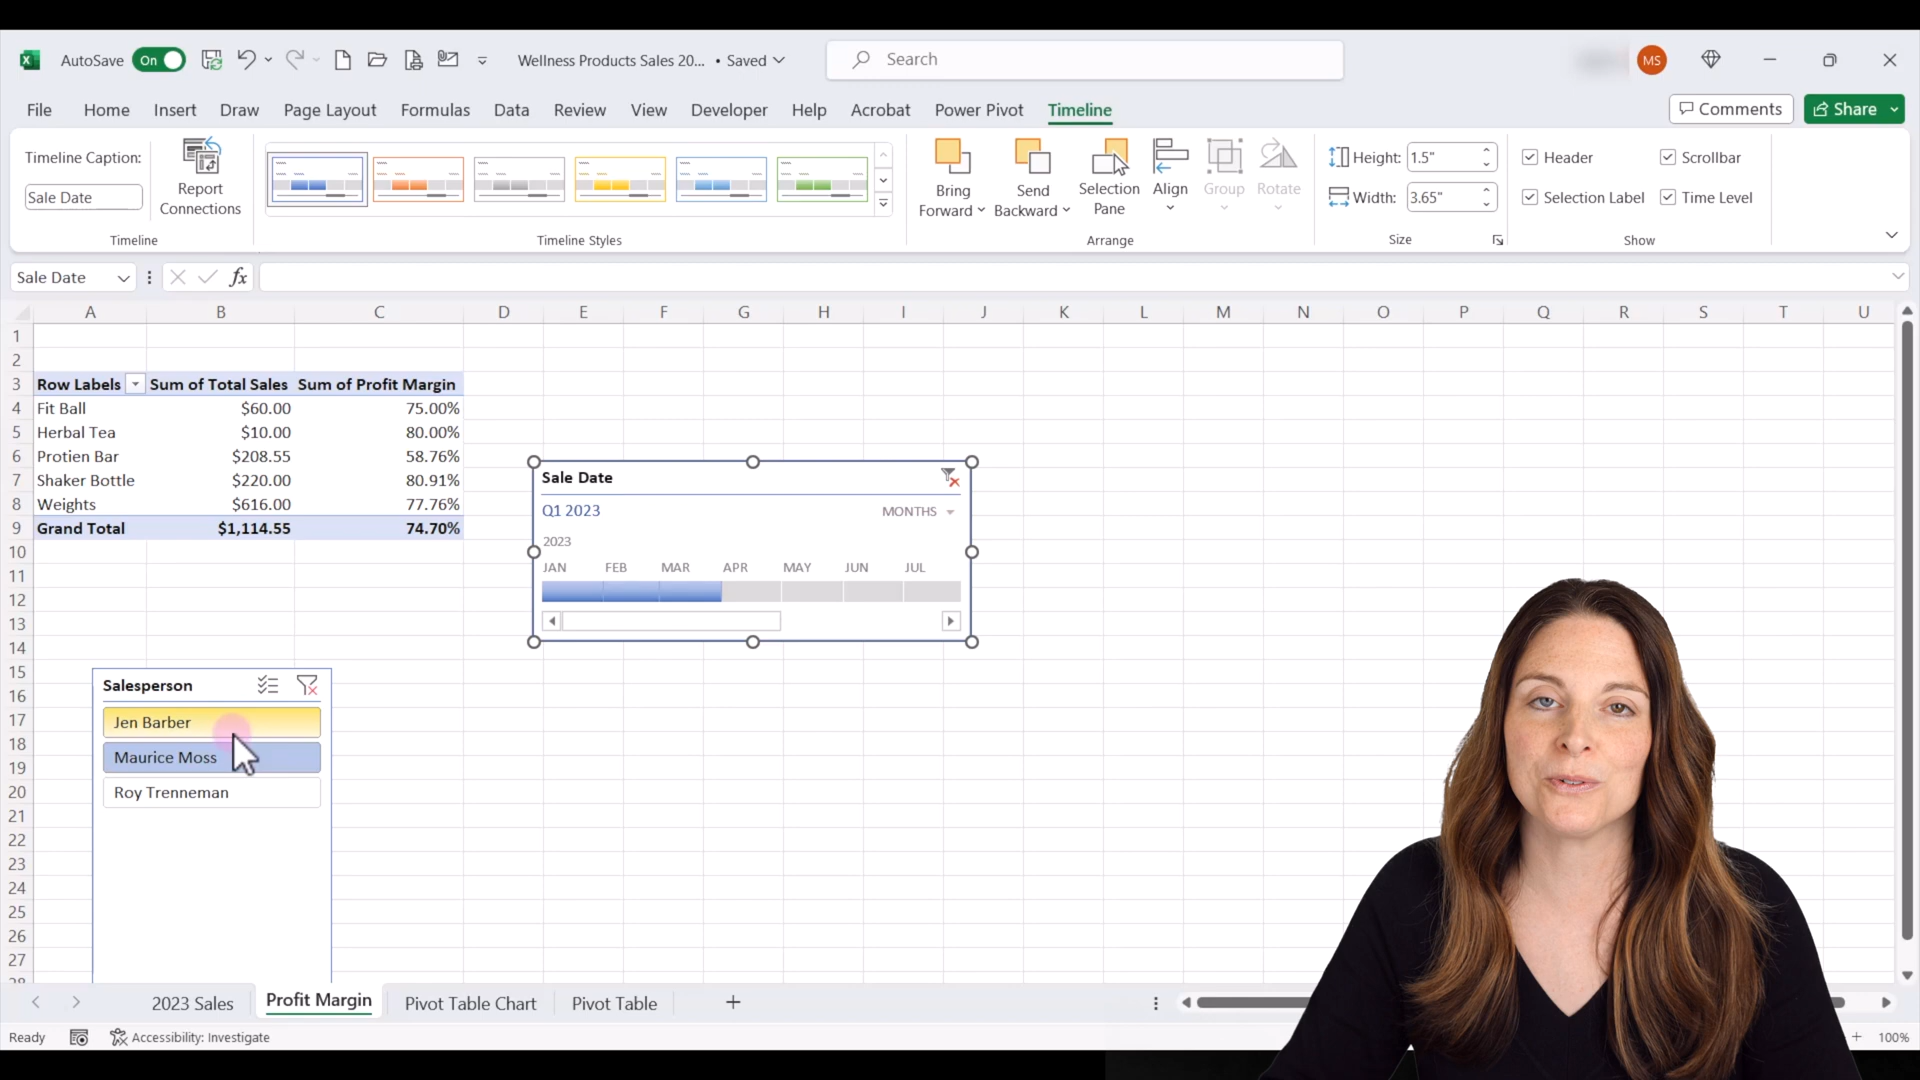 AutoSave On Wellness Products Sales 20... • Saved Search MS
File Home Insert Draw Page Layout Formulas Data Review View Developer Help Acrobat Power Pivot Timeline Comments Share
Timeline Caption:
Sale Date
Report
Connections
Timeline
Timeline Styles
Bring
Forward
Send
Backward
Selection
Pane
Align
Group
Rotate
Arrange
Height: 1.5"
Width: 3.65"
Size
Header
Scrollbar
Selection Label
Time Level
Show
Sale Date fx
A B C D E F G H I J K L M N O P Q R S T U
1
2
3 Row Labels Sum of Total Sales Sum of Profit Margin
4 Fit Ball $60.00 75.00%
5 Herbal Tea $10.00 80.00%
6 Protien Bar $208.55 58.76%
7 Shaker Bottle $220.00 80.91%
8 Weights $616.00 77.76%
9 Grand Total $1,114.55 74.70%
10
11
12
13
14
15
16
17
18
19
20
21
22
23
24
25
26
27
28
Sale Date
Q1 2023 MONTHS
2023
JAN FEB MAR APR MAY JUN JUL
Salesperson
Jen Barber
Maurice Moss
Roy Trenneman
2023 Sales Profit Margin Pivot Table Chart Pivot Table
Ready Accessibility: Investigate 100%